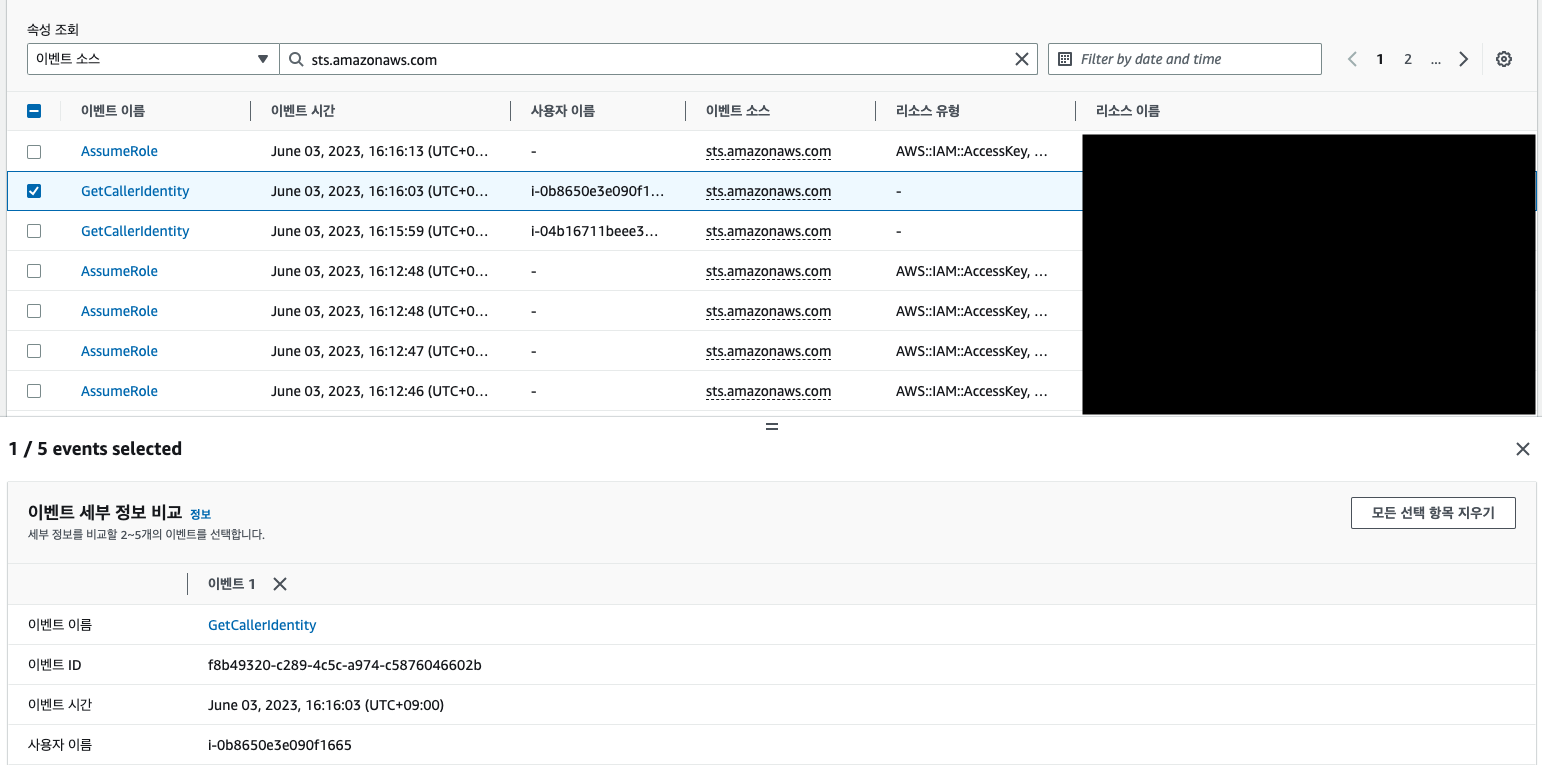 속성 조회
이벤트 소스 sts.amazonaws.com Filter by date and time 1 2 ...
이벤트 이름 이벤트 시간 사용자 이름 이벤트 소스 리소스 유형 리소스 이름
AssumeRole June 03, 2023, 16:16:13 (UTC+0... - sts.amazonaws.com AWS::IAM::AccessKey, ...
GetCallerIdentity June 03, 2023, 16:16:03 (UTC+0... i-0b8650e3e090f1... sts.amazonaws.com -
GetCallerIdentity June 03, 2023, 16:15:59 (UTC+0... i-04b16711beee3... sts.amazonaws.com -
AssumeRole June 03, 2023, 16:12:48 (UTC+0... - sts.amazonaws.com AWS::IAM::AccessKey, ...
AssumeRole June 03, 2023, 16:12:48 (UTC+0... - sts.amazonaws.com AWS::IAM::AccessKey, ...
AssumeRole June 03, 2023, 16:12:47 (UTC+0... - sts.amazonaws.com AWS::IAM::AccessKey, ...
AssumeRole June 03, 2023, 16:12:46 (UTC+0... - sts.amazonaws.com AWS::IAM::AccessKey, ...
1 / 5 events selected
이벤트 세부 정보 비교 정보 모든 선택 항목 지우기
세부 정보를 비교할 2~5개의 이벤트를 선택합니다.
이벤트 1
이벤트 이름 GetCallerIdentity
이벤트 ID f8b49320-c289-4c5c-a974-c5876046602b
이벤트 시간 June 03, 2023, 16:16:03 (UTC+09:00)
사용자 이름 i-0b8650e3e090f1665